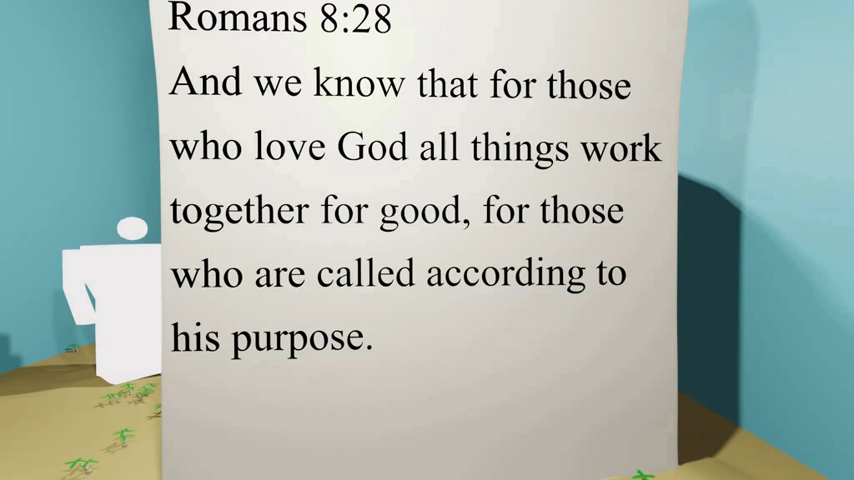 Romans 8:28
And we know that for those
who love God all things work
together for good, for those
who are called according to
his purpose.